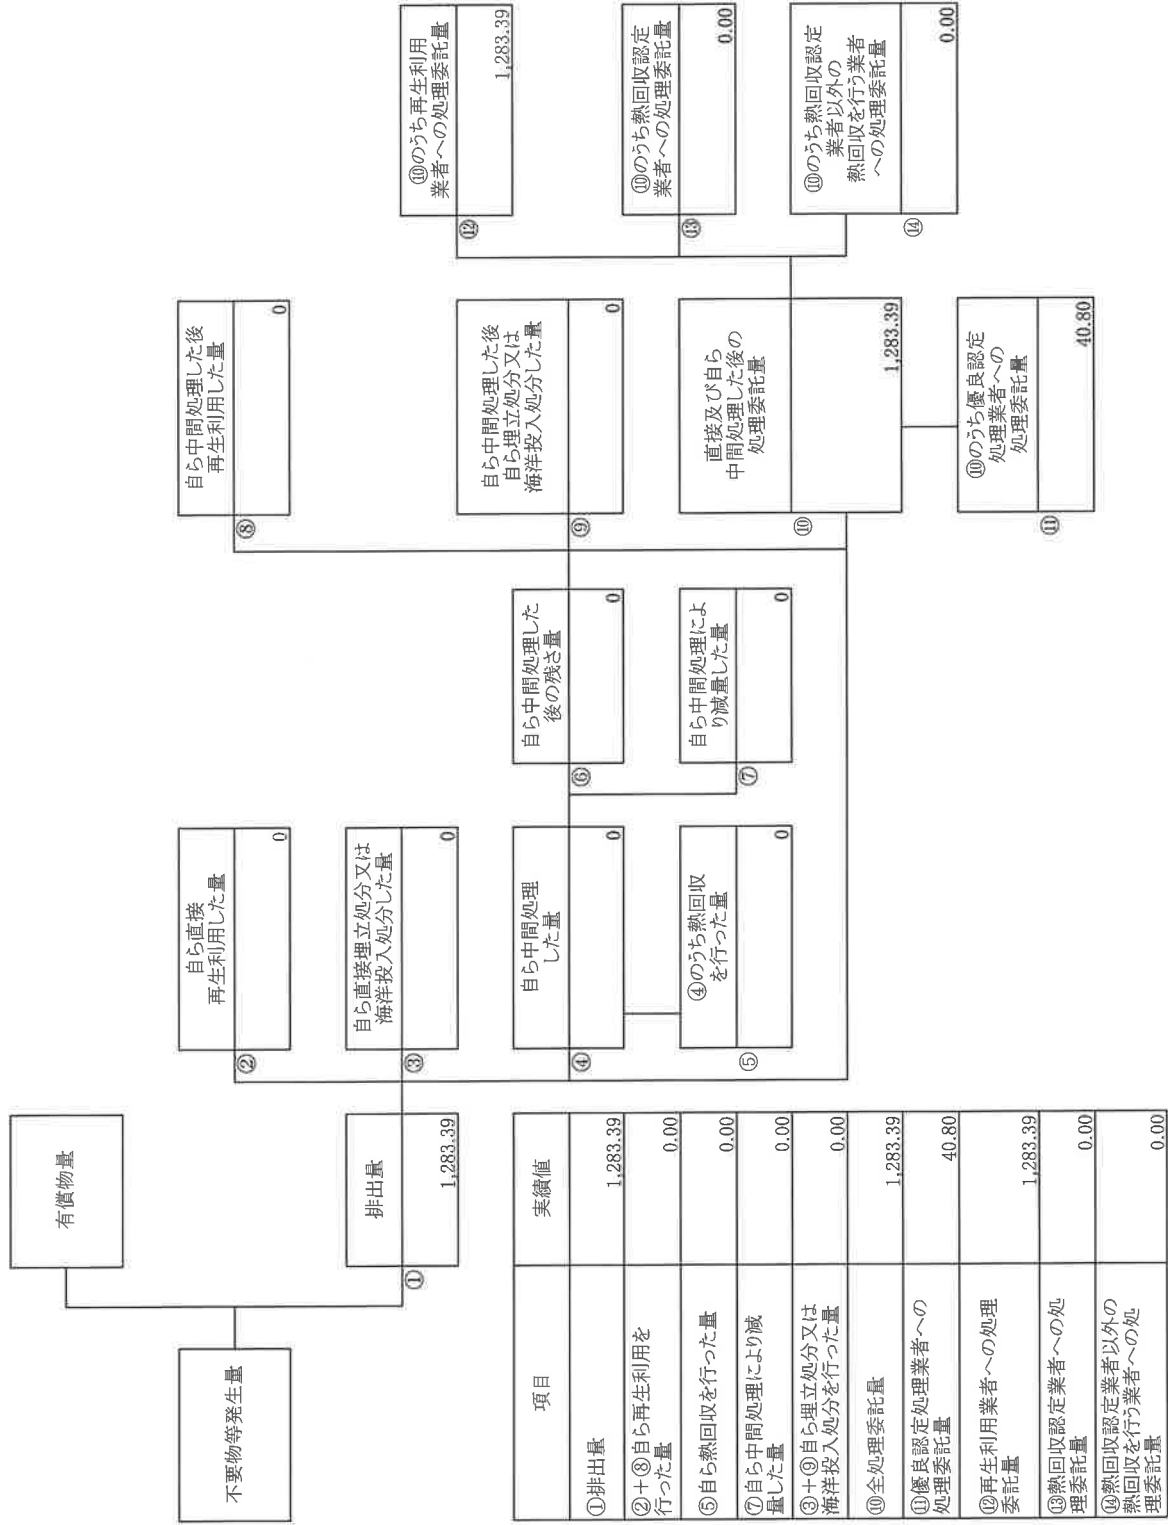 不要物等発生量
有償物量
排出量
①
1,283.39
自ら直接
再生利用した量
②
0
自ら直接埋立処分又は
海洋投入処分した量
③
0
自ら中間処理
した量
④
0
④のうち熱回収
を行った量
⑤
0
自ら中間処理した
後の残さ量
⑥
0
自ら中間処理によ
り減量した量
⑦
0
自ら中間処理した後
再生利用した量
⑧
0
自ら中間処理した後
自ら埋立処分又は
海洋投入処分した量
⑨
0
直接及び自ら
中間処理した後の
処理委託量
⑩
1,283.39
⑩のうち優良認定
処理業者への
処理委託量
⑪
40.80
⑩のうち再生利用
業者への処理委託量
⑫
1,283.39
⑩のうち熱回収認定
業者への処理委託量
⑬
0.00
⑩のうち熱回収認定
業者以外の
熱回収を行う業者
への処理委託量
⑭
0.00
項目 実績値
①排出量 1,283.39
②+⑧自ら再生利用を
行った量 0.00
⑤自ら熱回収を行った量 0.00
⑦自ら中間処理により減
量した量 0.00
③+⑨自ら埋立処分又は
海洋投入処分を行った量 0.00
⑩全処理委託量 1,283.39
⑪優良認定処理業者への
処理委託量 40.80
⑫再生利用業者への処理
委託量 1,283.39
⑬熱回収認定業者への処
理委託量 0.00
⑭熱回収認定業者以外の
熱回収を行う業者への処
理委託量 0.00